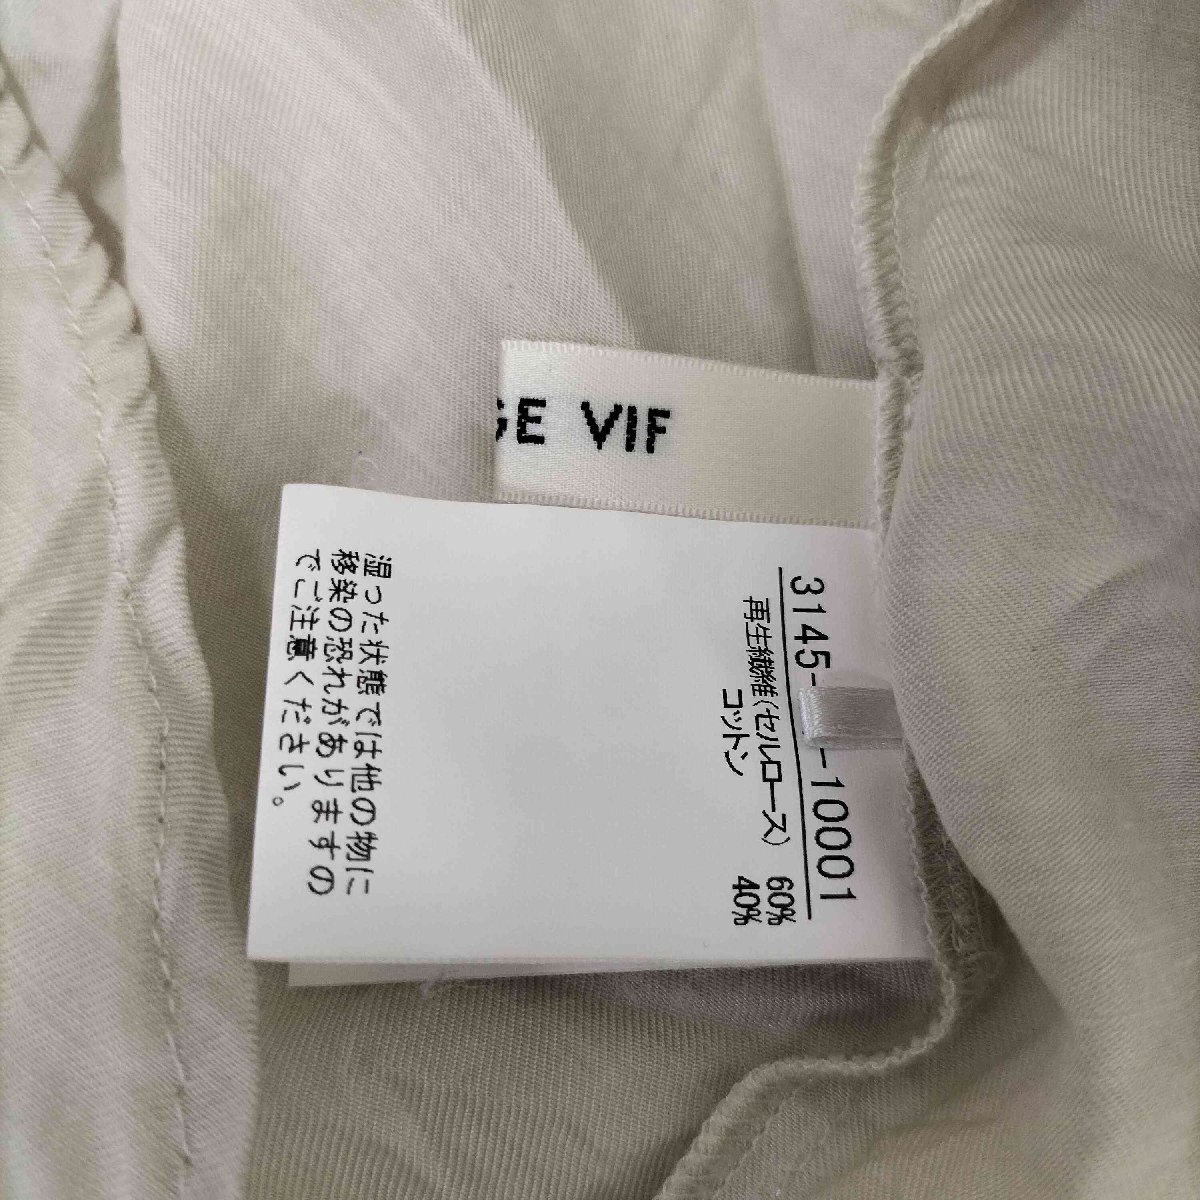 GE VIF
3145-
-10001
再生繊維(セルロース) 60%
コットン 40%
湿った状態では他の物に
移染の恐れがありますの
でご注意ください。